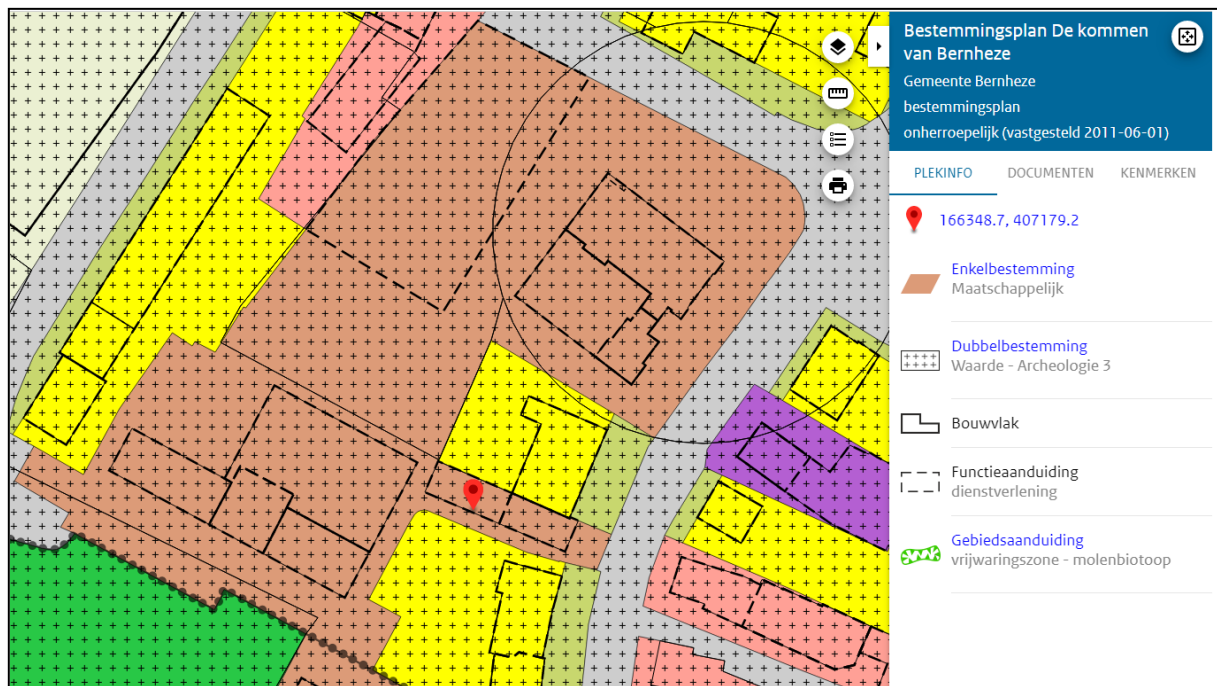 Bestemmingsplan De kommen
van Bernheze
Gemeente Bernheze
bestemmingsplan
onherroepelijk (vastgesteld 2011-06-01)
PLEKINFO DOCUMENTEN KENMERKEN
166348.7, 407179.2
Enkelbestemming
Maatschappelijk
Dubbelbestemming
Waarde - Archeologie 3
Bouwvlak
Functieaanduiding
dienstverlening
Gebiedsaanduiding
vrijwaringszone - molenbiotoop